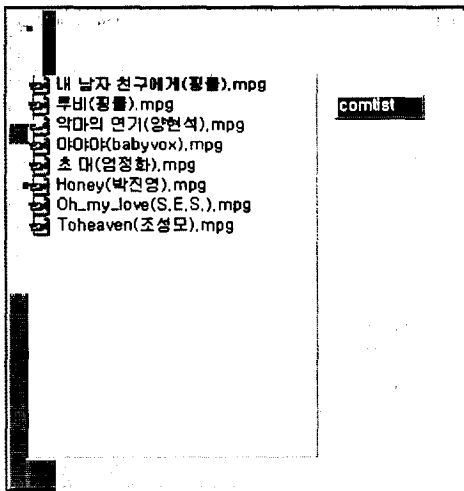 내 남자 친구에게(핑클).mpg
루비(핑클).mpg
악마의 연기(양현석).mpg
야야야(babyvox).mpg
초 대(엄정화).mpg
Honey(박진영).mpg
Oh_my_love(S.E.S.).mpg
Toheaven(조성모).mpg
comtist